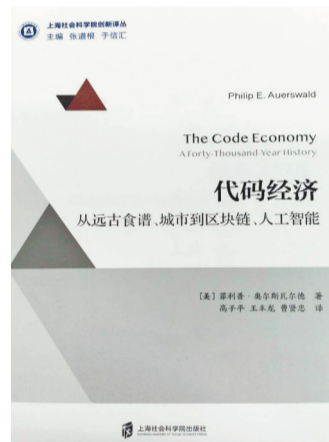 上海社会科学院创新译丛
主编 张道根 于信汇
Philip E. Auerswald
The Code Economy
A Forty-Thousand-Year History
代码经济
从远古食谱、城市到区块链、人工智能
［美］菲利普·奥尔斯瓦尔德 著
高子平 王本龙 曹贤忠 译
上海社会科学院出版社